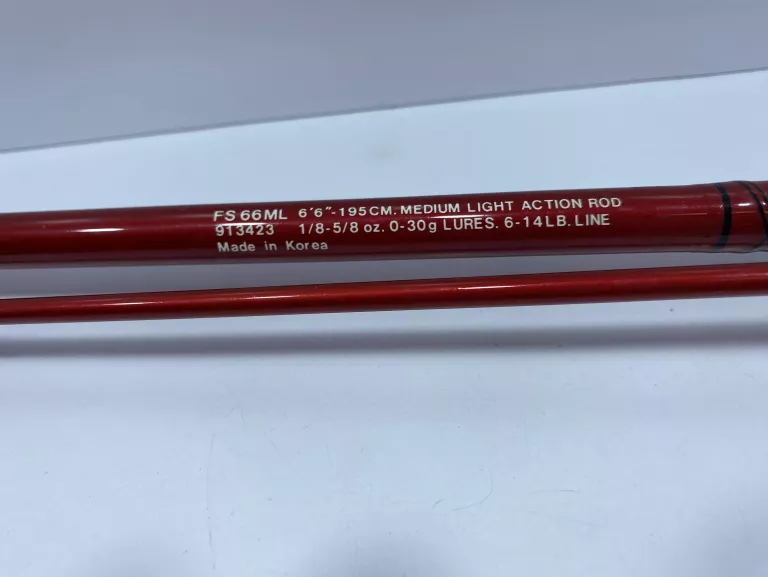 FS 66ML 6'6"-195CM. MEDIUM LIGHT ACTION ROD
913423 1/8-5/8 oz. 0-30g LURES. 6-14LB. LINE
Made in Korea